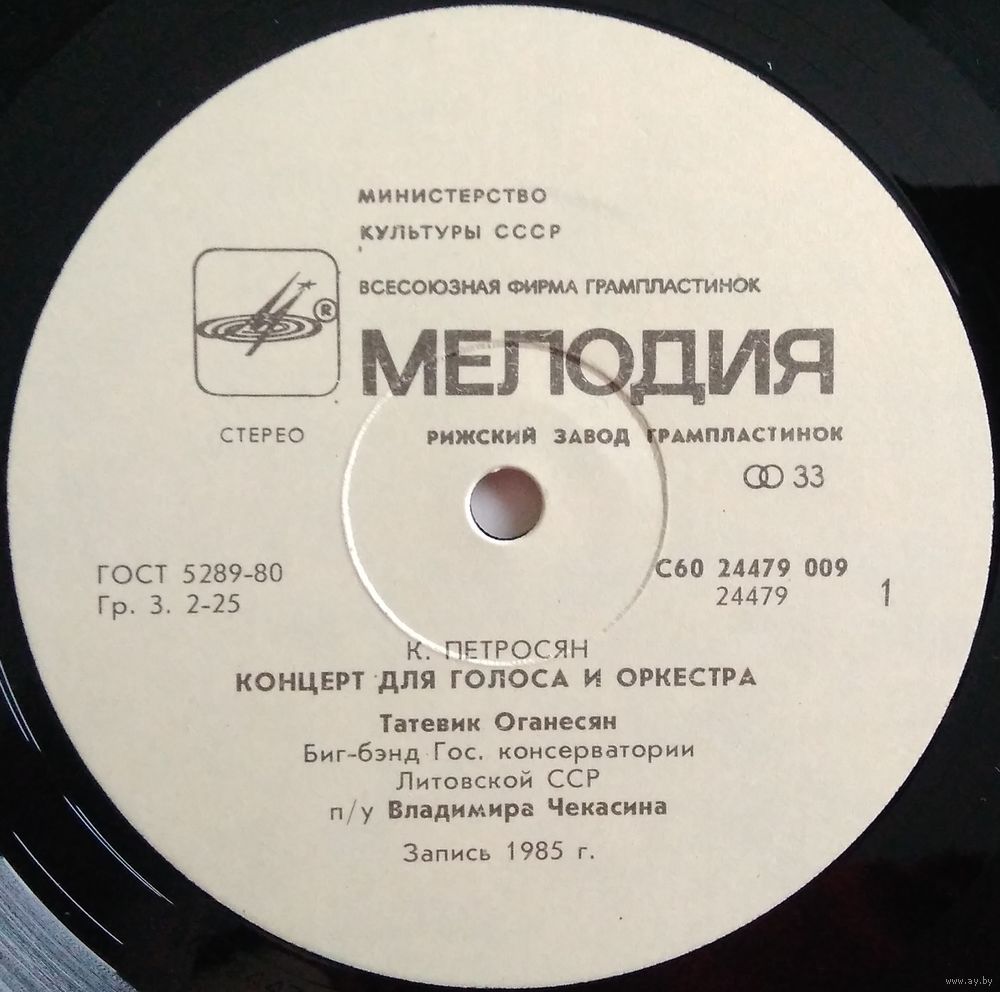 МИНИСТЕРСТВО
КУЛЬТУРЫ СССР
ВСЕСОЮЗНАЯ ФИРМА ГРАМПЛАСТИНОК
®
МЕЛОДИЯ
СТЕРЕО
РИЖСКИЙ ЗАВОД ГРАМПЛАСТИНОК
33
ГОСТ 5289-80
Гр. 3. 2-25
С60 24479 009
24479
1
К. ПЕТРОСЯН
КОНЦЕРТ ДЛЯ ГОЛОСА И ОРКЕСТРА
Татевик Оганесян
Биг-бэнд Гос. консерватории
Литовской ССР
п/у Владимира Чекасина
Запись 1985 г.
www.ay.by